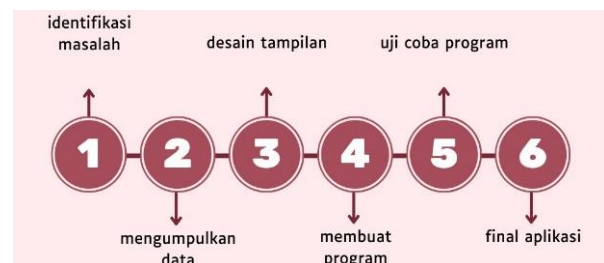 identifikasi
masalah
desain tampilan
uji coba program
1
2
3
4
5
6
mengumpulkan
data
membuat
program
final aplikasi